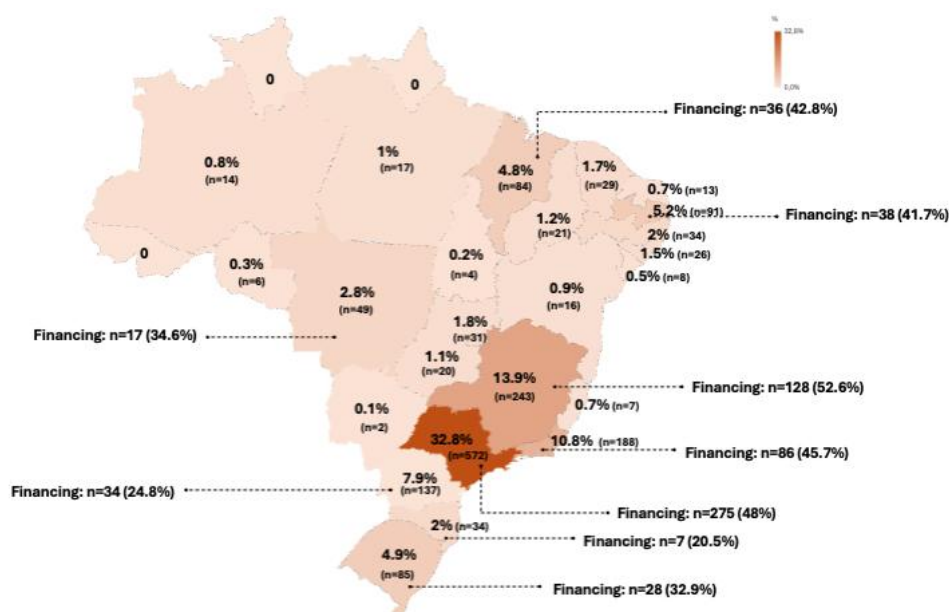 %
32,8%
0,0%
0
0
Financing: n=36 (42.8%)
0.8%
(n=14)
1%
(n=17)
4.8%
(n=84)
1.7%
(n=29)
0.7% (n=13)
5.2% (n=91)
Financing: n=38 (41.7%)
1.2%
(n=21)
2% (n=34)
1.5% (n=26)
0.5% (n=8)
0
0.3%
(n=6)
0.2%
(n=4)
2.8%
(n=49)
0.9%
(n=16)
Financing: n=17 (34.6%)
1.8%
(n=31)
1.1%
(n=20)
13.9%
(n=243)
Financing: n=128 (52.6%)
0.1%
(n=2)
0.7% (n=7)
32.8%
(n=572)
10.8% (n=188)
Financing: n=86 (45.7%)
7.9%
(n=137)
Financing: n=34 (24.8%)
Financing: n=275 (48%)
2% (n=34)
Financing: n=7 (20.5%)
4.9%
(n=85)
Financing: n=28 (32.9%)